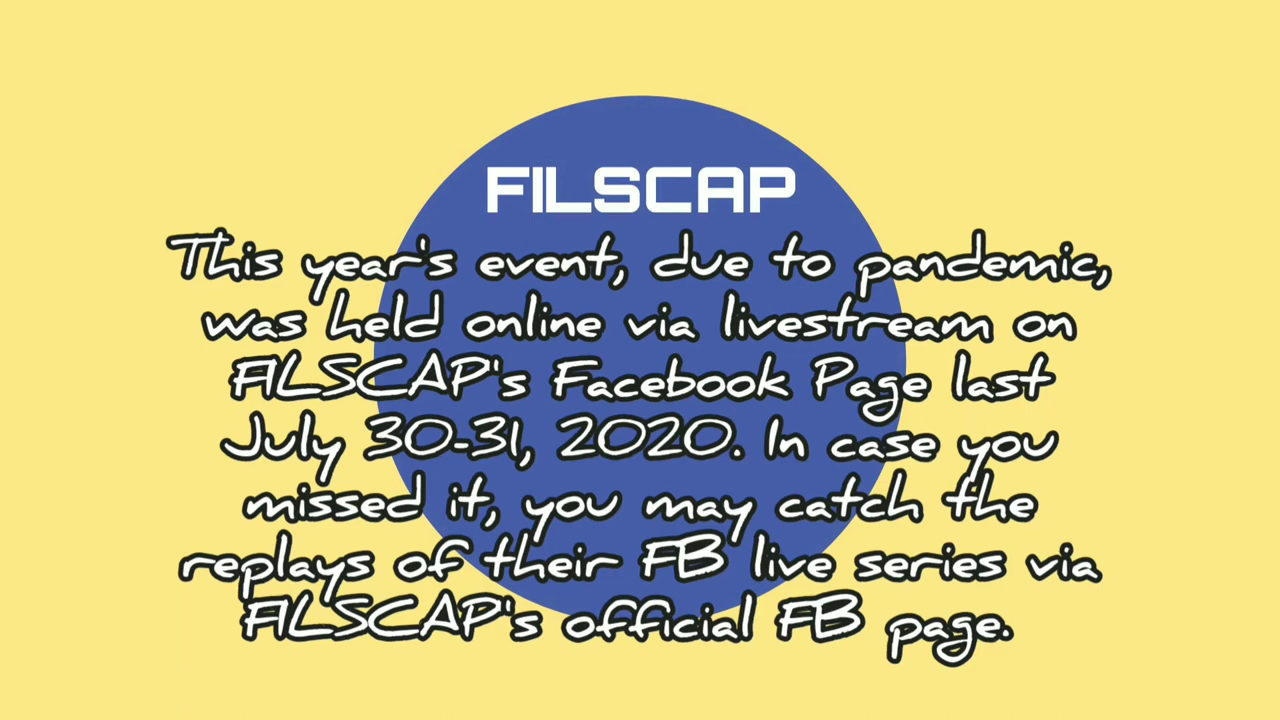 FILSCAP
This year's event, due to pandemic,
was held online via livestream on
FILSCAP's Facebook Page last
July 30-31, 2020. In case you
missed it, you may catch the
replays of their FB live series via
FILSCAP's official FB page.